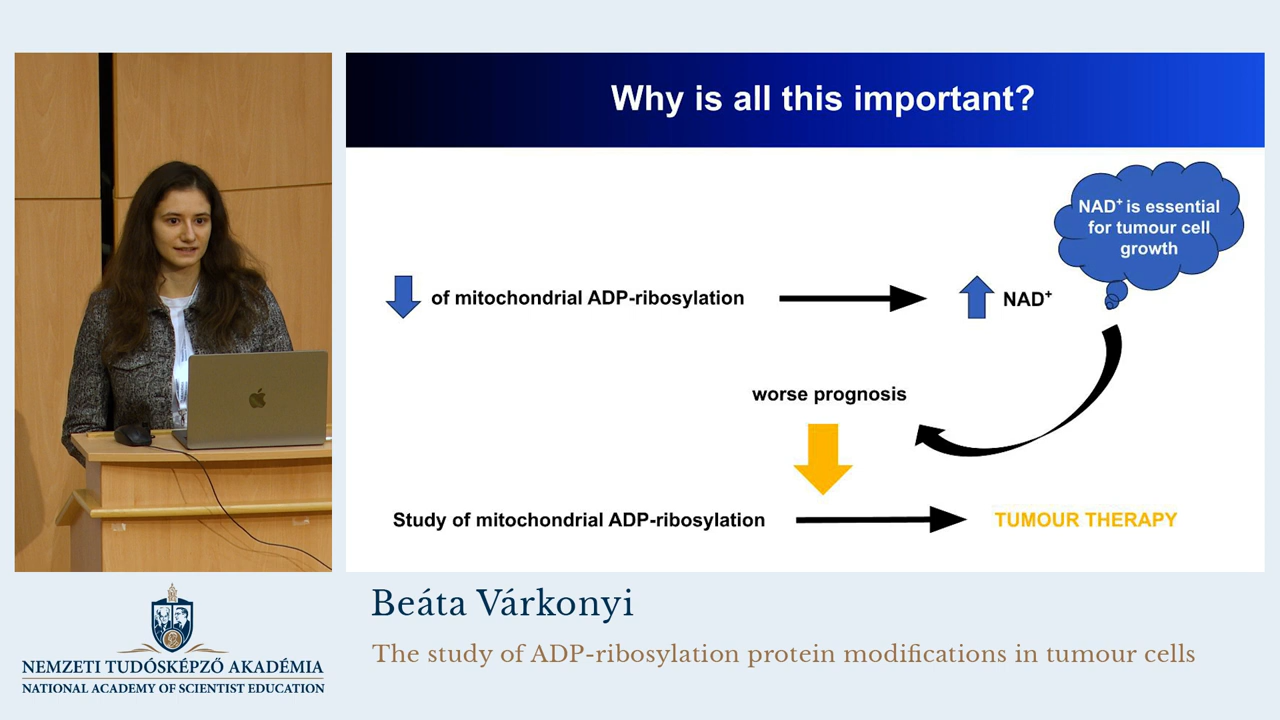 Why is all this important?
NAD⁺ is essential
for tumour cell
growth
of mitochondrial ADP-ribosylation
NAD⁺
worse prognosis
Study of mitochondrial ADP-ribosylation
TUMOUR THERAPY
Beáta Várkonyi
The study of ADP-ribosylation protein modifications in tumour cells
NEMZETI TUDÓSKÉPZŐ AKADÉMIA
NATIONAL ACADEMY OF SCIENTIST EDUCATION